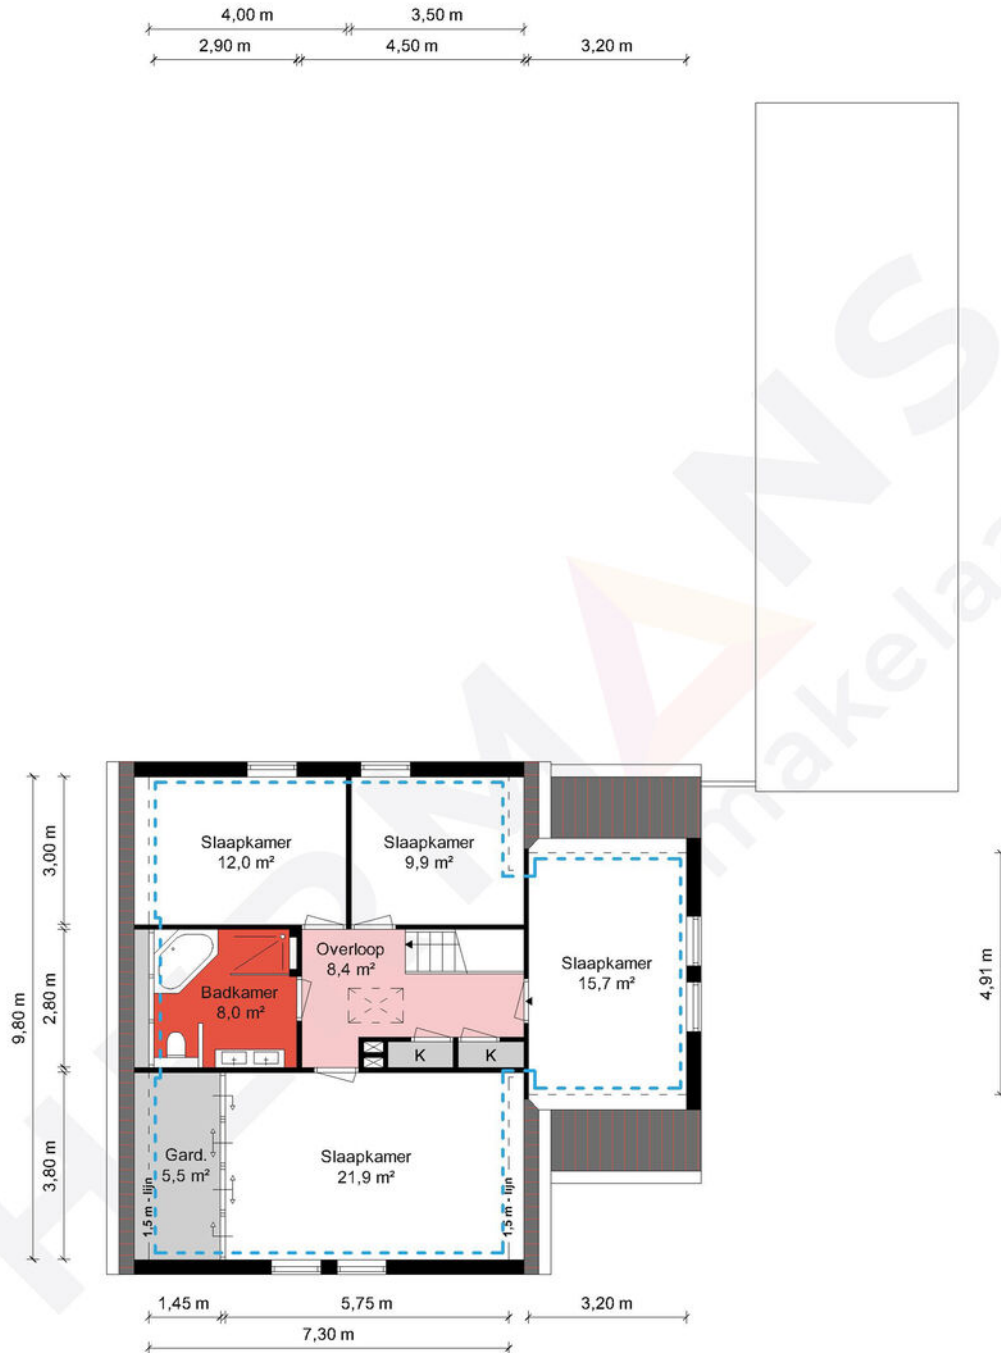 4,00 m
3,50 m
2,90 m
4,50 m
3,20 m
HERMANS
makelaa
9,80 m
3,00 m
2,80 m
3,80 m
4,91 m
Slaapkamer
12,0 m²
Slaapkamer
9,9 m²
Overloop
8,4 m²
Slaapkamer
15,7 m²
Badkamer
8,0 m²
K
K
Gard.
5,5 m²
Slaapkamer
21,9 m²
1,5 m - lijn
1,5 m - lijn
1,45 m
5,75 m
3,20 m
7,30 m